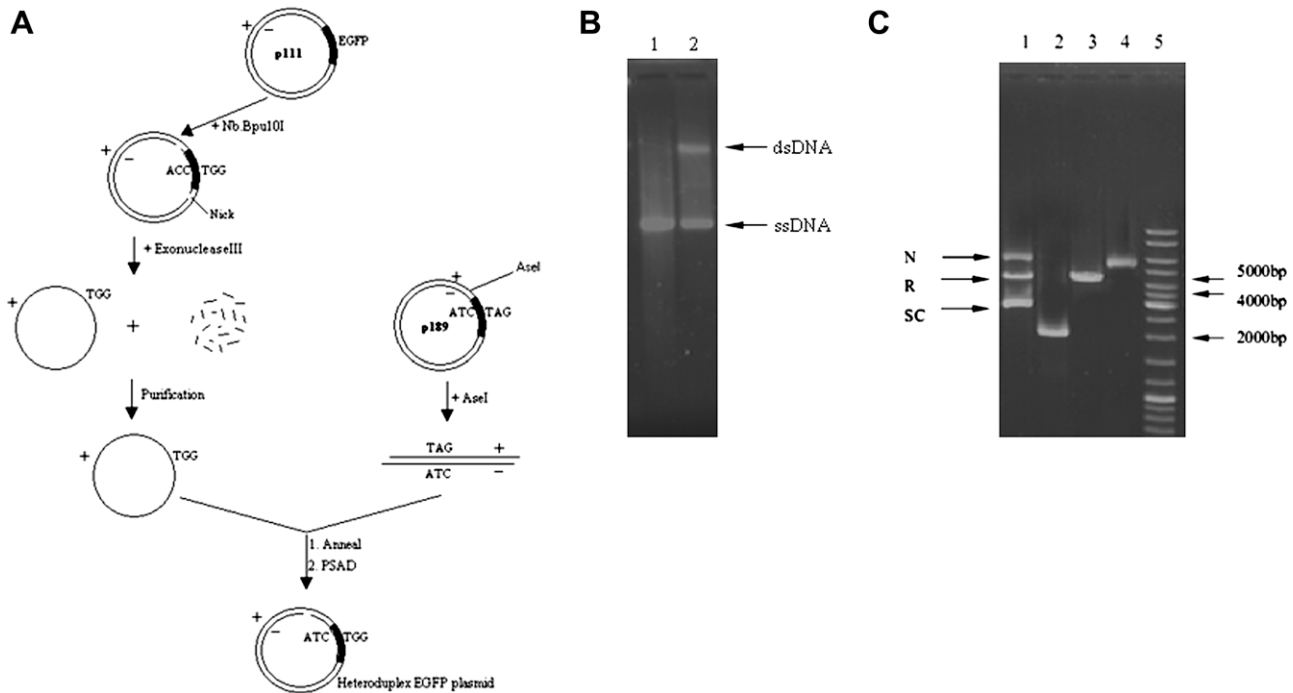 A
+
−
p111
EGFP
+ Nb.Bpu10I
+
−
ACC TGG
Nick
+ ExonucleaseIII
+
TGG
+
AseI
+
−
ATC TAG
p189
Purification
+ AseI
+
TGG
TAG +
ATC −
1. Anneal
2. PSAD
+
−
ATC TGG
Heteroduplex EGFP plasmid
B
1 2
dsDNA
ssDNA
C
1 2 3 4 5
N
R
SC
5000bp
4000bp
2000bp